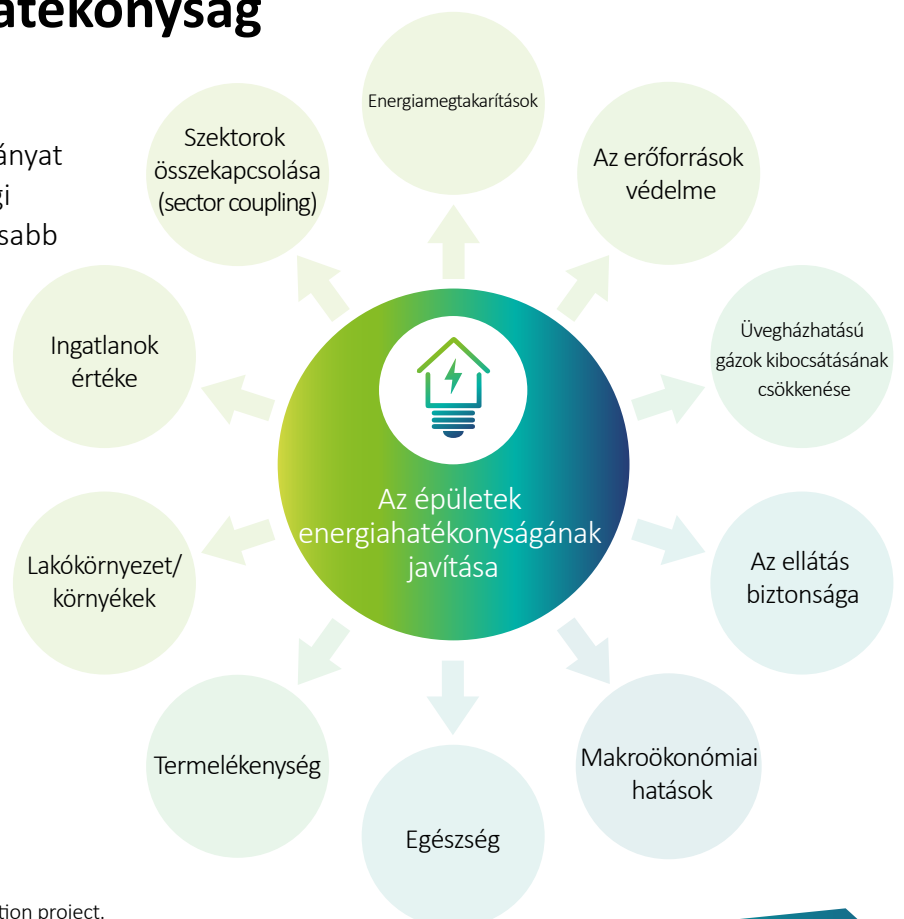 atékonyság
ányat
gi
sabb
Energiamegtakarítások
Az erőforrások
védelme
Üvegházhatású
gázok kibocsátásának
csökkenése
Az ellátás
biztonsága
Makroökonómiai
hatások
Egészség
Termelékenység
Lakókörnyezet/
környékek
Ingatlanok
értéke
Szektorok
összekapcsolása
(sector coupling)
Az épületek
energiahatékonyságának
javítása
tion project.